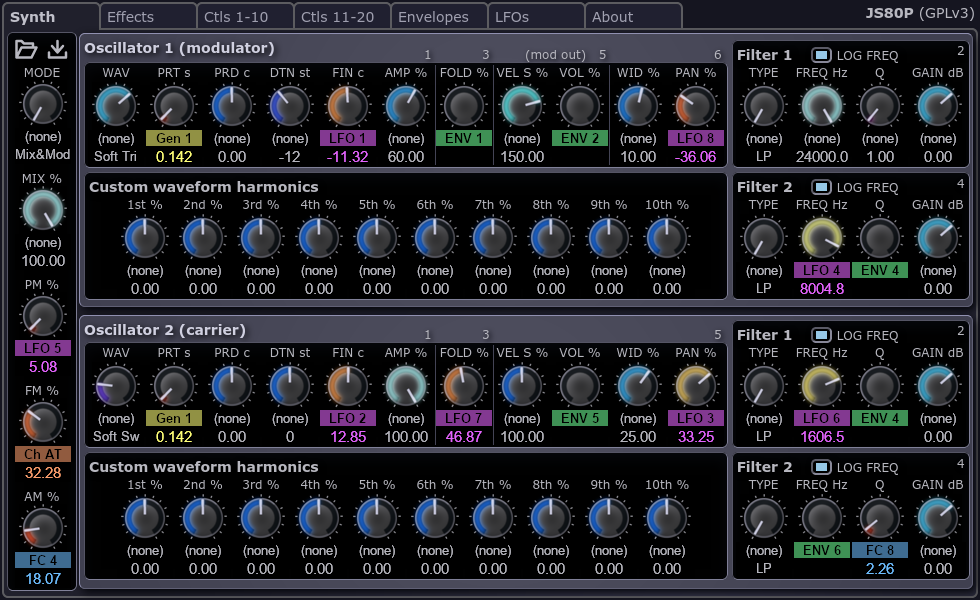 Synth Effects Ctls 1-10 Ctls 11-20 Envelopes LFOs About JS80P (GPLv3)
MODE
(none)
Mix&Mod
MIX %
(none)
100.00
PM %
LFO 5
5.08
FM %
Ch AT
32.28
AM %
FC 4
18.07
Oscillator 1 (modulator) 1 3 (mod out) 5 6
WAV PRT s PRD c DTN st FIN c AMP % FOLD % VEL S % VOL % WID % PAN %
(none) Gen 1 (none) (none) LFO 1 (none) ENV 1 (none) ENV 2 (none) LFO 8
Soft Tri 0.142 0.00 -12 -11.32 60.00 150.00 10.00 -36.06
Filter 1 LOG FREQ 2
TYPE FREQ Hz Q GAIN dB
(none) (none) (none) (none)
LP 24000.0 1.00 0.00
Custom waveform harmonics
1st % 2nd % 3rd % 4th % 5th % 6th % 7th % 8th % 9th % 10th %
(none) (none) (none) (none) (none) (none) (none) (none) (none) (none)
0.00 0.00 0.00 0.00 0.00 0.00 0.00 0.00 0.00 0.00
Filter 2 LOG FREQ 4
TYPE FREQ Hz Q GAIN dB
(none) LFO 4 ENV 4 (none)
LP 8004.8 0.00
Oscillator 2 (carrier) 1 3 5
WAV PRT s PRD c DTN st FIN c AMP % FOLD % VEL S % VOL % WID % PAN %
(none) Gen 1 (none) (none) LFO 2 (none) LFO 7 (none) ENV 5 (none) LFO 3
Soft Sw 0.142 0.00 0 12.85 100.00 46.87 100.00 25.00 33.25
Filter 1 LOG FREQ 2
TYPE FREQ Hz Q GAIN dB
(none) LFO 6 ENV 4 (none)
LP 1606.5 0.00
Custom waveform harmonics
1st % 2nd % 3rd % 4th % 5th % 6th % 7th % 8th % 9th % 10th %
(none) (none) (none) (none) (none) (none) (none) (none) (none) (none)
0.00 0.00 0.00 0.00 0.00 0.00 0.00 0.00 0.00 0.00
Filter 2 LOG FREQ 4
TYPE FREQ Hz Q GAIN dB
(none) ENV 6 FC 8 (none)
LP 2.26 0.00